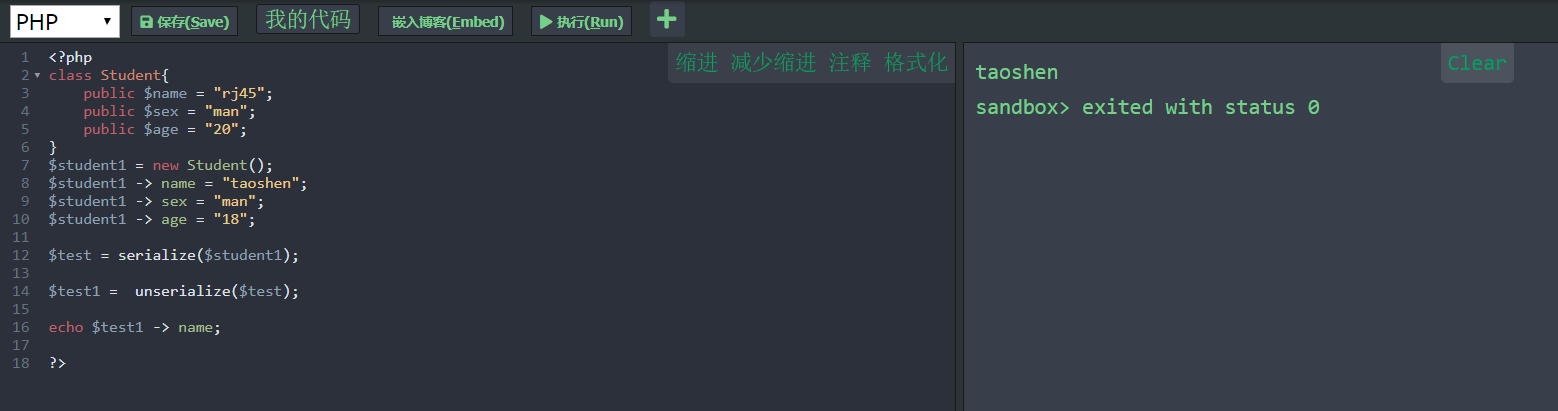 PHP 保存(Save) 我的代码 嵌入博客(Embed) 执行(Run)
缩进 减少缩进 注释 格式化
1 <?php
2 class Student{
3     public $name = "rj45";
4     public $sex = "man";
5     public $age = "20";
6 }
7 $student1 = new Student();
8 $student1 -> name = "taoshen";
9 $student1 -> sex = "man";
10 $student1 -> age = "18";
11
12 $test = serialize($student1);
13
14 $test1 =  unserialize($test);
15
16 echo $test1 -> name;
17
18 ?>
Clear
taoshen
sandbox> exited with status 0